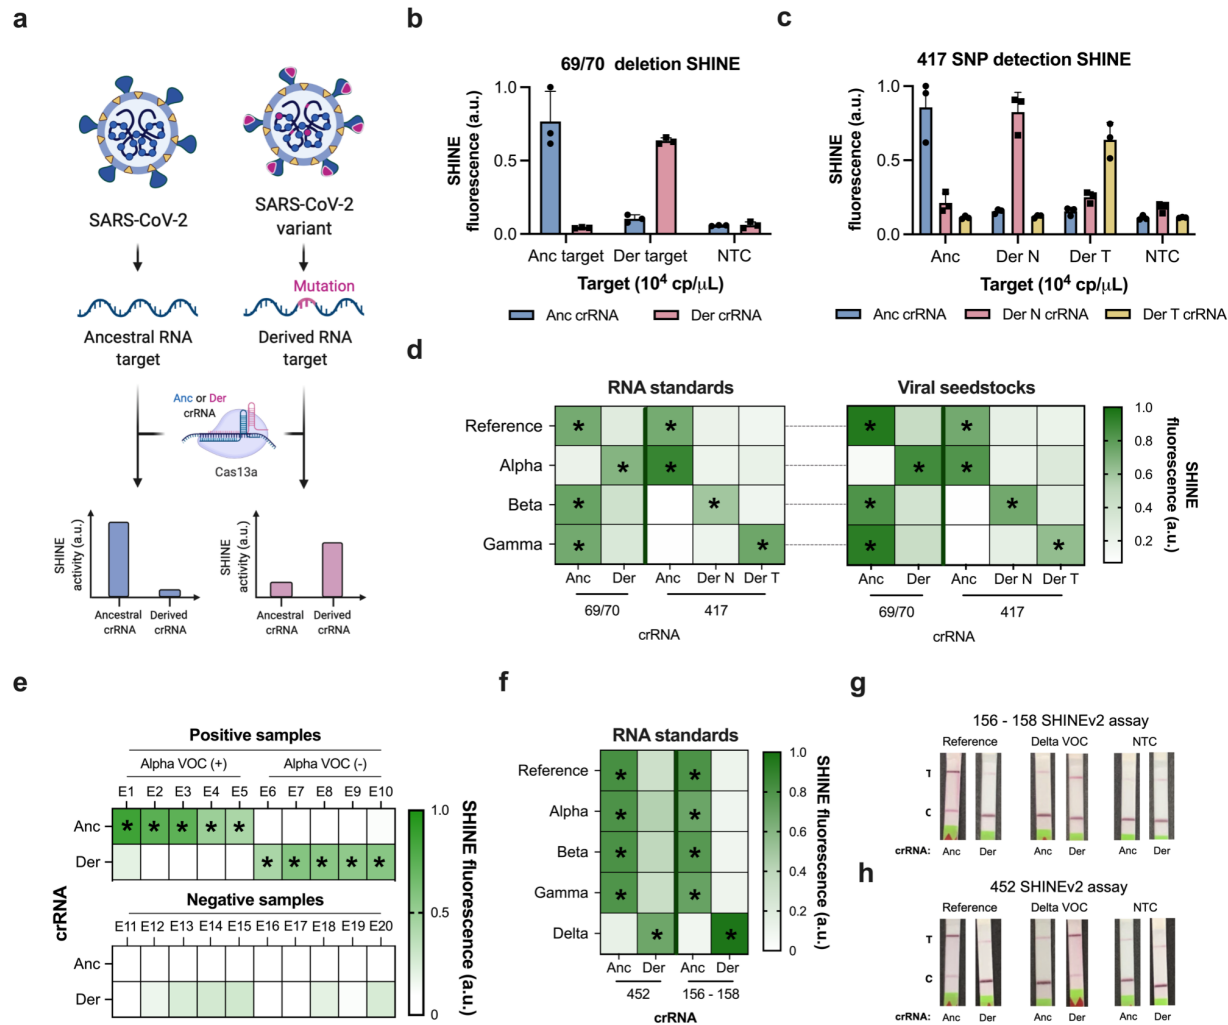 a
SARS-CoV-2
SARS-CoV-2
variant
Mutation
Ancestral RNA
target
Derived RNA
target
Anc or Der
crRNA
Cas13a
SHINE
activity (a.u.)
Ancestral
crRNA
Derived
crRNA
SHINE
activity (a.u.)
Ancestral
crRNA
Derived
crRNA
b
69/70 deletion SHINE
SHINE
fluorescence (a.u.)
1.0
0.5
0.0
Anc target Der target NTC
Target (10⁴ cp/μL)
Anc crRNA Der crRNA
c
417 SNP detection SHINE
SHINE
fluorescence (a.u.)
1.0
0.5
0.0
Anc Der N Der T NTC
Target (10⁴ cp/μL)
Anc crRNA Der N crRNA Der T crRNA
d
RNA standards
Viral seedstocks
Reference * * * *
Alpha * * * *
Beta * * * *
Gamma * * * *
Anc Der Anc Der N Der T
69/70 417
crRNA
Anc Der Anc Der N Der T
69/70 417
crRNA
1.0
0.8
0.6
0.4
0.2
SHINE
fluorescence (a.u.)
e
Positive samples
Alpha VOC (+) Alpha VOC (-)
E1 E2 E3 E4 E5 E6 E7 E8 E9 E10
Anc * * * * *
Der * * * * *
Negative samples
E11 E12 E13 E14 E15 E16 E17 E18 E19 E20
Anc
Der
crRNA
1.0
0.5
0
SHINE fluorescence (a.u.)
f
RNA standards
Reference * *
Alpha * *
Beta * *
Gamma * *
Delta * *
Anc Der Anc Der
452 156 - 158
crRNA
1.0
0.8
0.6
0.4
0.2
0
SHINE fluorescence (a.u.)
g
156 - 158 SHINEv2 assay
Reference Delta VOC NTC
T
C
crRNA: Anc Der Anc Der Anc Der
h
452 SHINEv2 assay
Reference Delta VOC NTC
T
C
crRNA: Anc Der Anc Der Anc Der